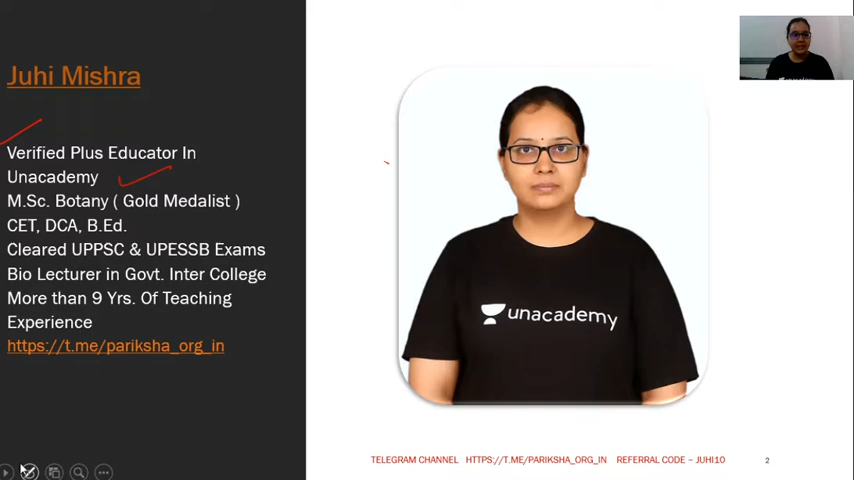 Juhi Mishra
Verified Plus Educator In
Unacademy
M.Sc. Botany ( Gold Medalist )
CET, DCA, B.Ed.
Cleared UPPSC & UPESSB Exams
Bio Lecturer in Govt. Inter College
More than 9 Yrs. Of Teaching
Experience
https://t.me/pariksha_org_in
unacademy
unacademy
TELEGRAM CHANNEL HTTPS://T.ME/PARIKSHA_ORG_IN REFERRAL CODE – JUHI10 2